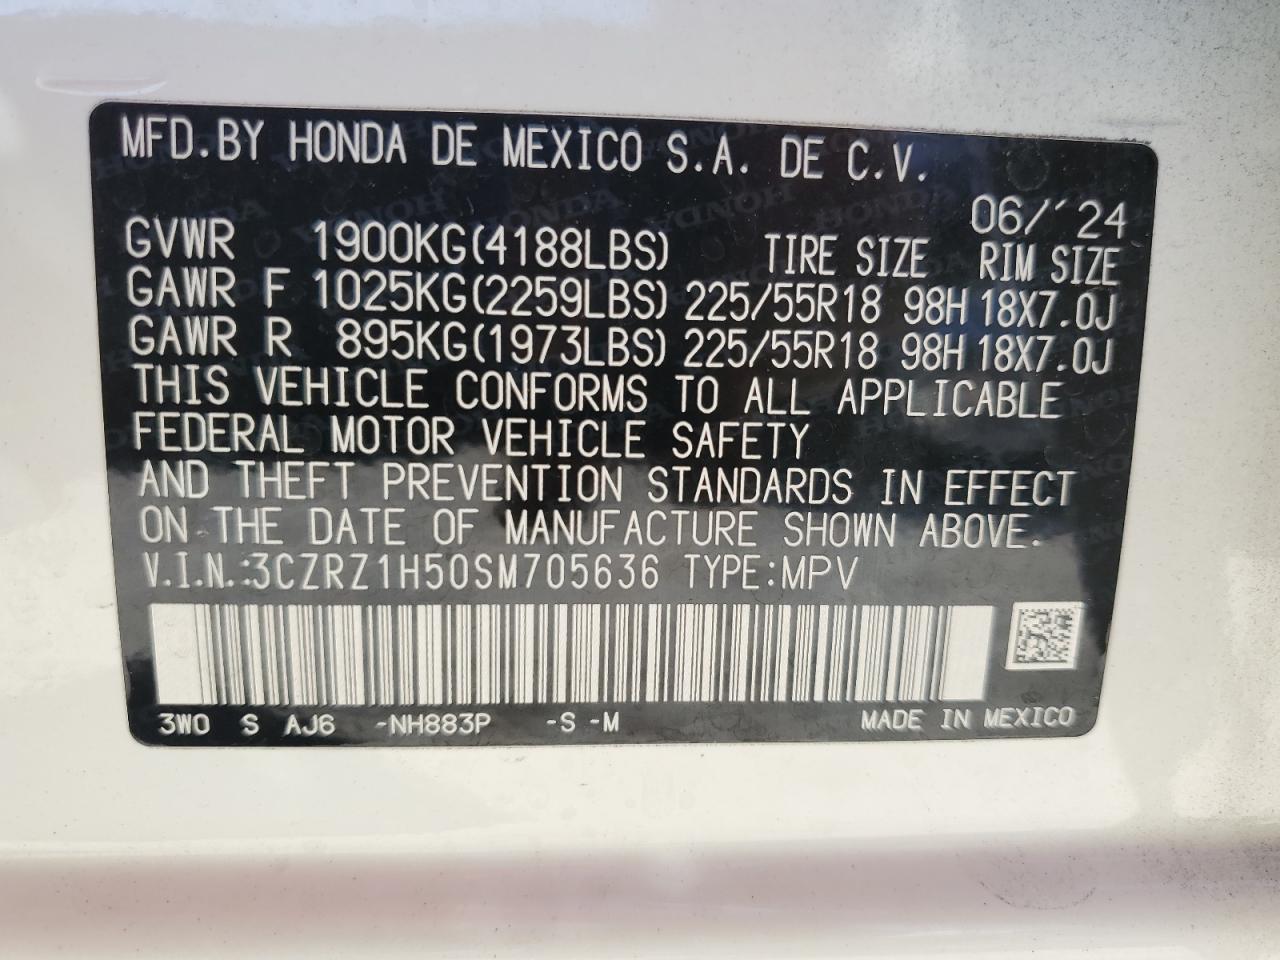 MFD.BY HONDA DE MEXICO S.A. DE C.V.
06/'24
GVWR 1900KG(4188LBS) TIRE SIZE RIM SIZE
GAWR F 1025KG(2259LBS) 225/55R18 98H 18X7.0J
GAWR R 895KG(1973LBS) 225/55R18 98H 18X7.0J
THIS VEHICLE CONFORMS TO ALL APPLICABLE
FEDERAL MOTOR VEHICLE SAFETY
AND THEFT PREVENTION STANDARDS IN EFFECT
ON THE DATE OF MANUFACTURE SHOWN ABOVE.
V.I.N.:3CZRZ1H50SM705636 TYPE:MPV
3W0 S AJ6 -NH883P -S -M MADE IN MEXICO